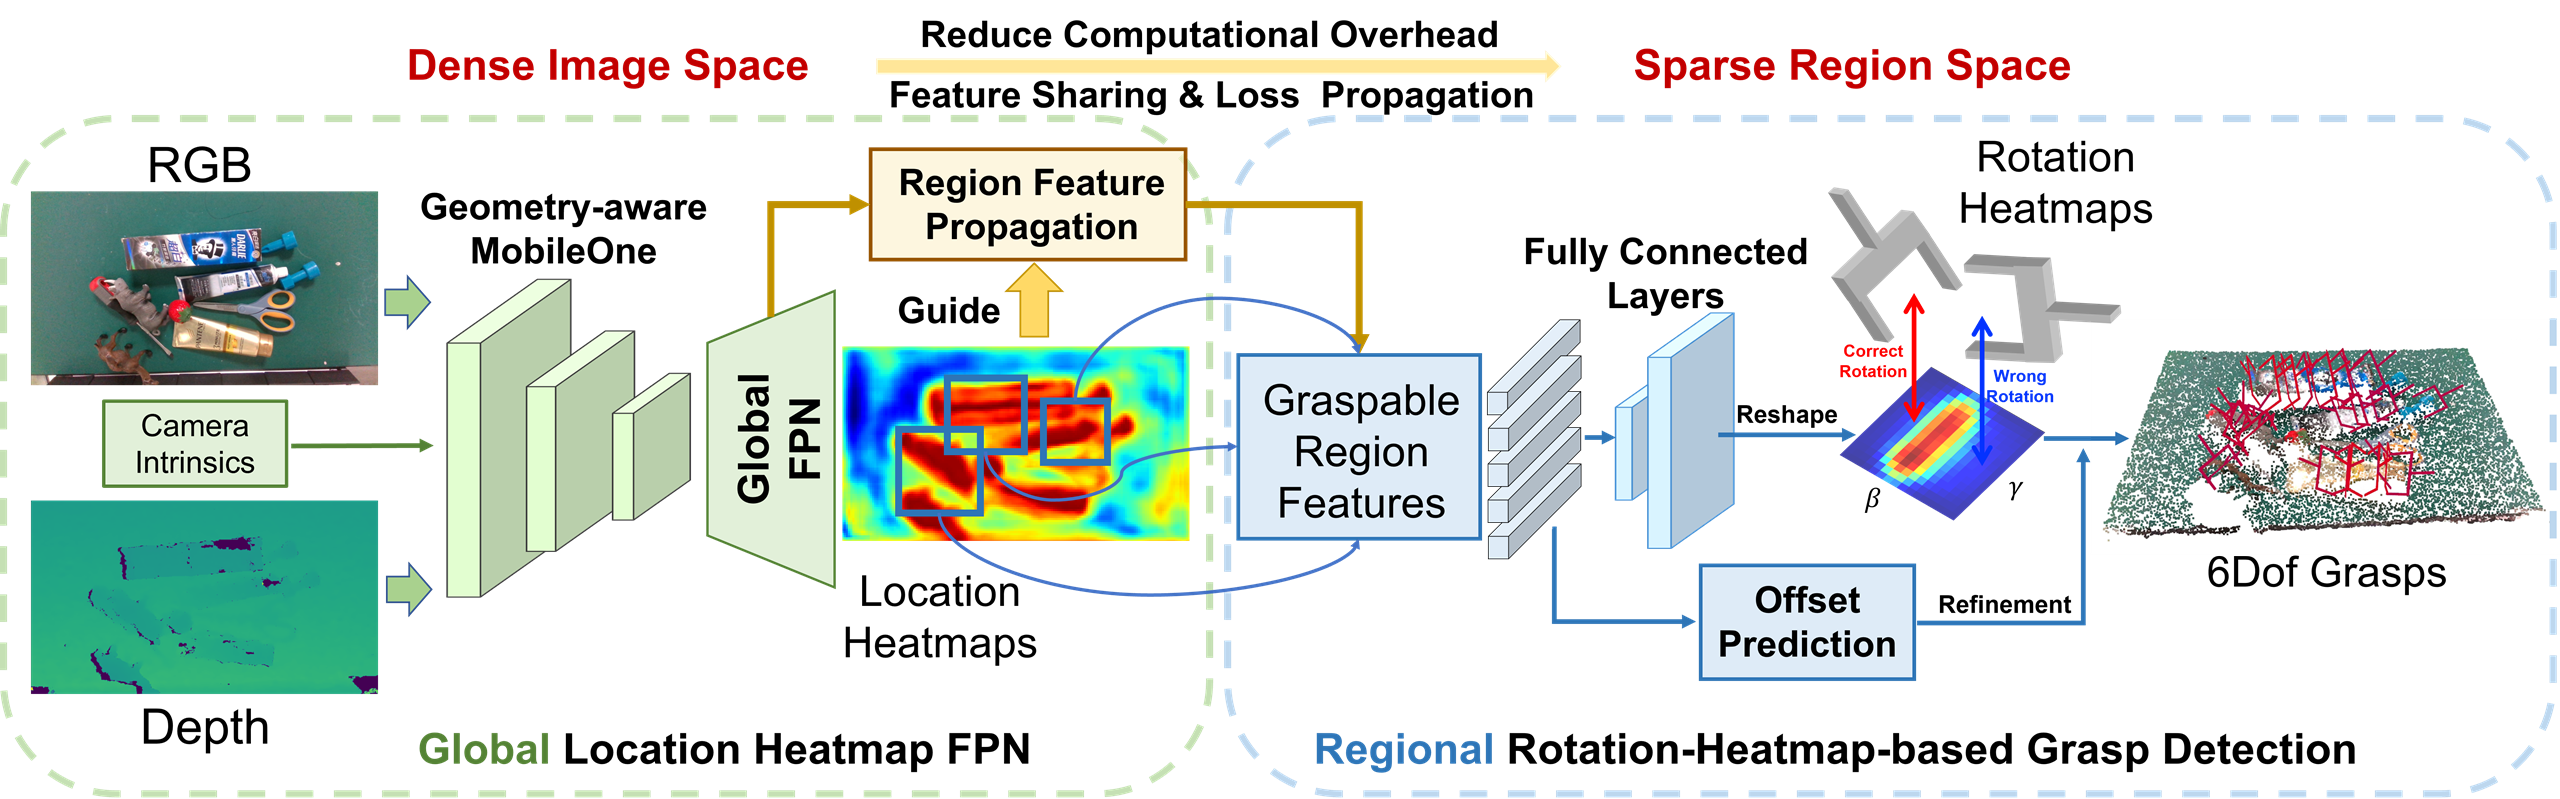 Reduce Computational Overhead
Dense Image Space
Sparse Region Space
Feature Sharing & Loss Propagation
RGB
Geometry-aware
MobileOne
Region Feature
Propagation
Rotation
Heatmaps
DARLIE
Camera
Intrinsics
Guide
Global
FPN
Fully Connected
Layers
Correct
Rotation
Wrong
Rotation
Graspable
Region
Features
Reshape
β
γ
Location
Heatmaps
Offset
Prediction
Refinement
6Dof Grasps
Depth
Global Location Heatmap FPN
Regional Rotation-Heatmap-based Grasp Detection